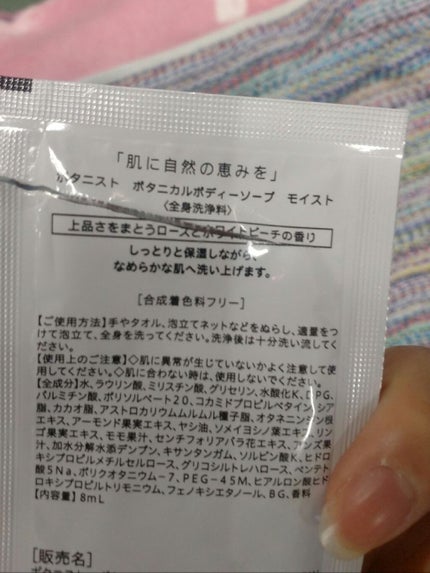 「肌に自然の恵みを」
ボタニスト ボタニカルボディーソープ モイスト
〈全身洗浄料〉
上品さをまとうローズとホワイトピーチの香り
しっとりと保湿しながら、
なめらかな肌へ洗い上げます。
[合成着色料フリー]
【ご使用方法】手やタオル、泡立てネットなどをぬらし、適量をつ
けて泡立て、全身を洗ってください。洗浄後は十分洗い流してく
ださい。
【使用上のご注意】◇肌に異常が生じていないかよく注意して使
用してください。◇肌に合わない時は、使用しないでください。
【全成分】水、ラウリン酸、ミリスチン酸、グリセリン、水酸化K、DPG、
パルミチン酸、ポリソルベート20、コカミドプロピルベタイン、シア
脂、カカオ脂、アストロカリウムムルムル種子脂、オタネニンジン根
エキス、アーモンド果実エキス、ヤシ油、ソメイヨシノ葉エキス、リン
ゴ果実エキス、モモ果汁、センチフォリアバラ花エキス、アンズ果
汁、加水分解水添デンプン、キサンタンガム、ソルビン酸K、ヒドロ
キシプロピルメチルセルロース、グリコシルトレハロース、ペンテト
酸5Na、ポリクオタニウム-7、PEG-45M、ヒアルロン酸ヒド
ロキシプロピルトリモニウム、フェノキシエタノール、BG、香料
【内容量】8mL
[販売名]